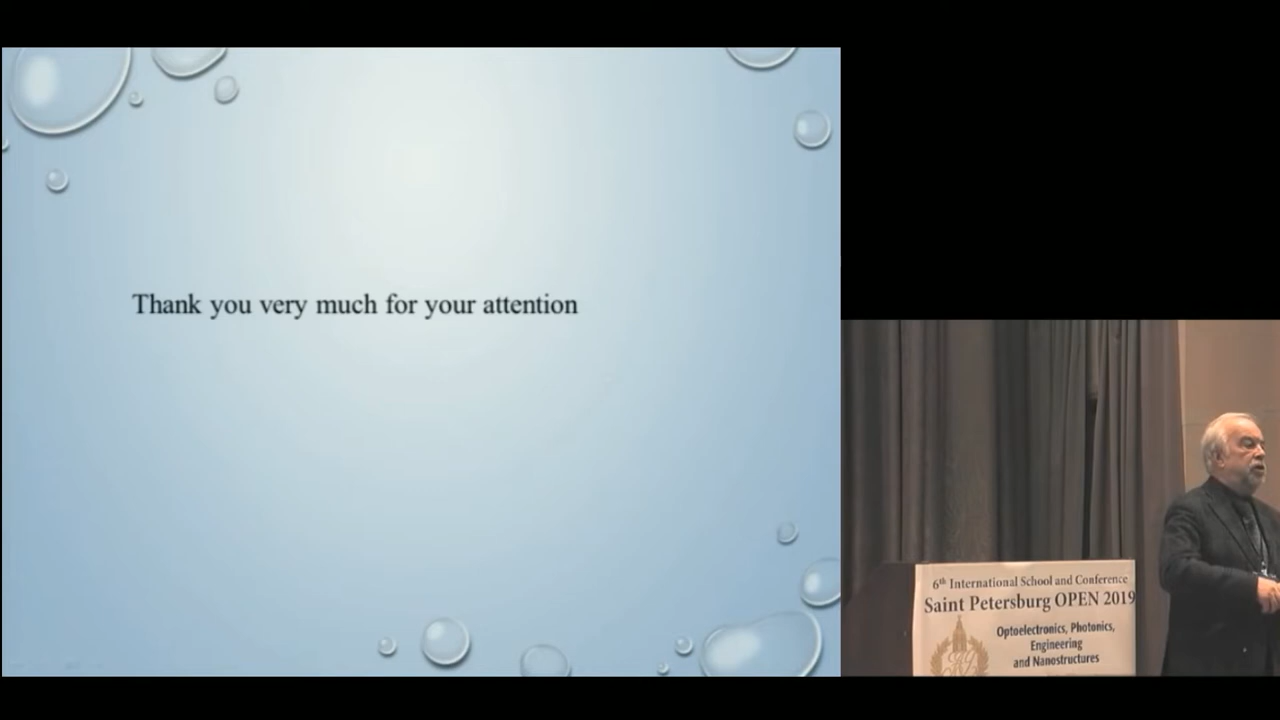 Thank you very much for your attention
6th International School and Conference
Saint Petersburg OPEN 2019
Optoelectronics, Photonics,
Engineering
and Nanostructures